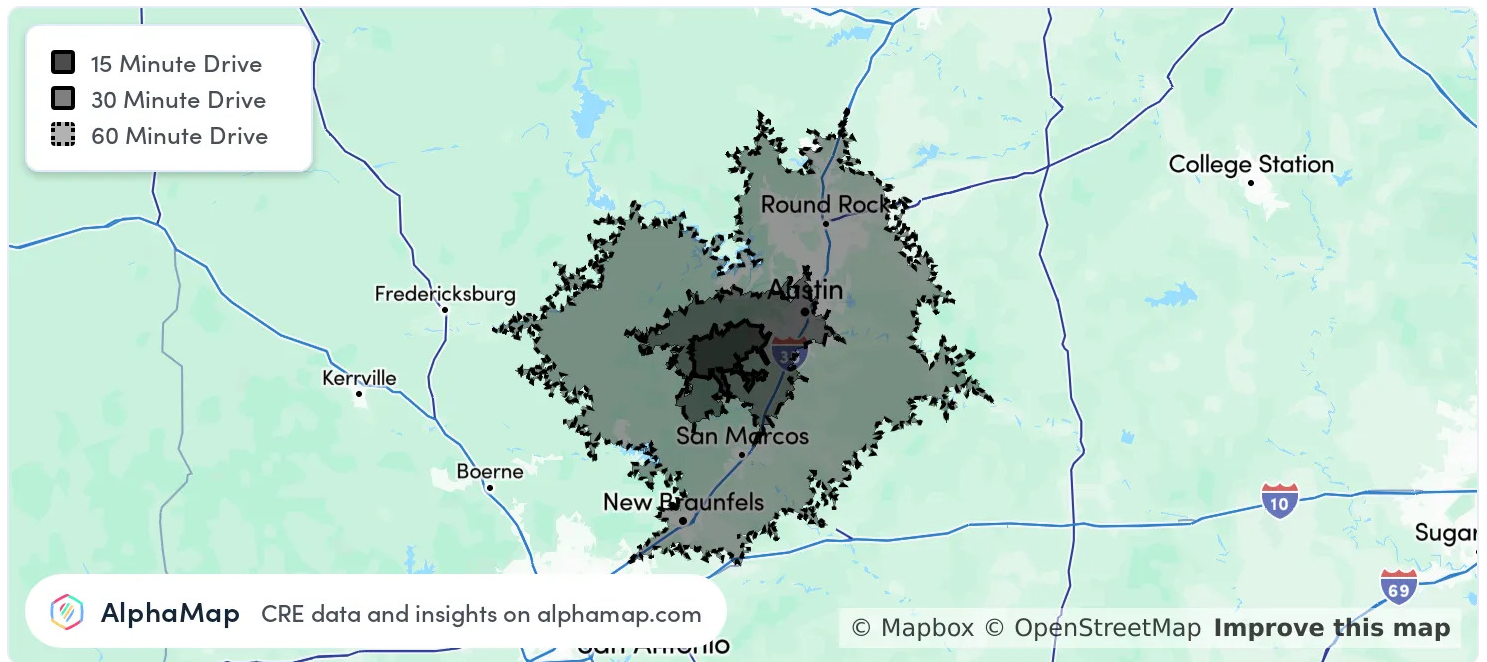 15 Minute Drive
30 Minute Drive
60 Minute Drive
College Station
Round Rock
Austin
Fredericksburg
35
Kerrville
San Marcos
Boerne
New Braunfels
10
Sugar
69
AlphaMap CRE data and insights on alphamap.com
© Mapbox © OpenStreetMap Improve this map
San Antonio